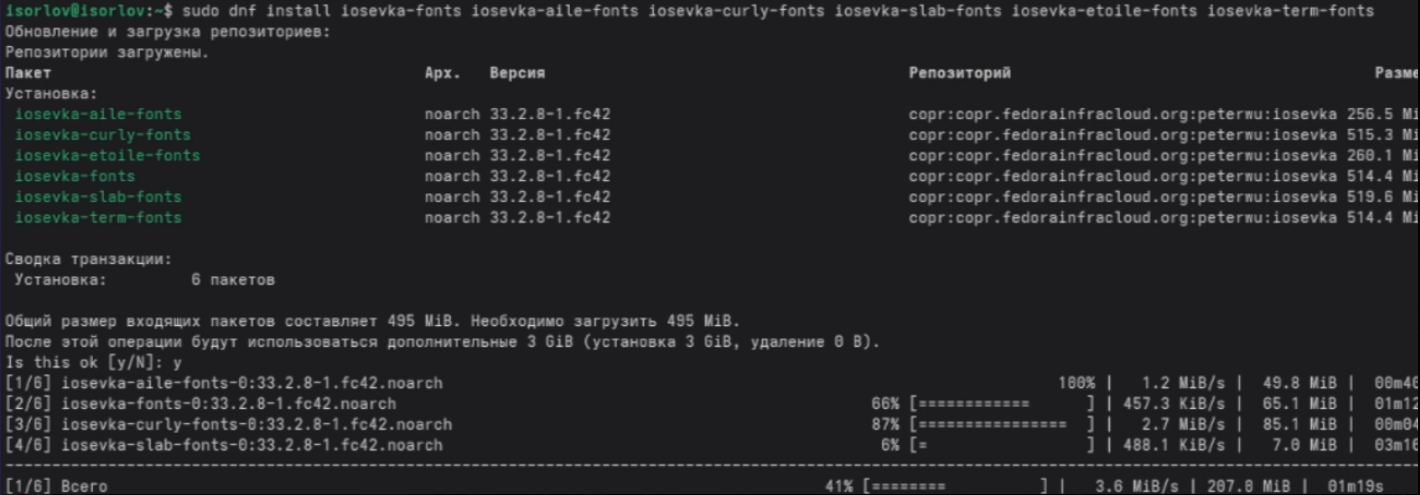 isorlov@isorlov:~$ sudo dnf install iosevka-fonts iosevka-aile-fonts iosevka-curly-fonts iosevka-slab-fonts iosevka-etoile-fonts iosevka-term-fonts
Обновление и загрузка репозиториев:
Репозитории загружены.
Пакет Арх. Версия Репозиторий Разме
Установка:
iosevka-aile-fonts noarch 33.2.8-1.fc42 copr:copr.fedorainfracloud.org:peterwu:iosevka 256.5 Mi
iosevka-curly-fonts noarch 33.2.8-1.fc42 copr:copr.fedorainfracloud.org:peterwu:iosevka 515.3 Mi
iosevka-etoile-fonts noarch 33.2.8-1.fc42 copr:copr.fedorainfracloud.org:peterwu:iosevka 260.1 Mi
iosevka-fonts noarch 33.2.8-1.fc42 copr:copr.fedorainfracloud.org:peterwu:iosevka 514.4 Mi
iosevka-slab-fonts noarch 33.2.8-1.fc42 copr:copr.fedorainfracloud.org:peterwu:iosevka 519.6 Mi
iosevka-term-fonts noarch 33.2.8-1.fc42 copr:copr.fedorainfracloud.org:peterwu:iosevka 514.4 Mi
Сводка транзакции:
Установка: 6 пакетов
Общий размер входящих пакетов составляет 495 MiB. Необходимо загрузить 495 MiB.
После этой операции будут использоваться дополнительные 3 GiB (установка 3 GiB, удаление 0 B).
Is this ok [y/N]: y
[1/6] iosevka-aile-fonts-0:33.2.8-1.fc42.noarch 100% | 1.2 MiB/s | 49.8 MiB | 00m40
[2/6] iosevka-fonts-0:33.2.8-1.fc42.noarch 66% [============ ] | 457.3 KiB/s | 65.1 MiB | 01m12
[3/6] iosevka-curly-fonts-0:33.2.8-1.fc42.noarch 87% [================ ] | 2.7 MiB/s | 85.1 MiB | 00m04
[4/6] iosevka-slab-fonts-0:33.2.8-1.fc42.noarch 6% [= ] | 488.1 KiB/s | 7.0 MiB | 03m16
[1/6] Всего 41% [======== ] | 3.6 MiB/s | 207.0 MiB | 01m19s